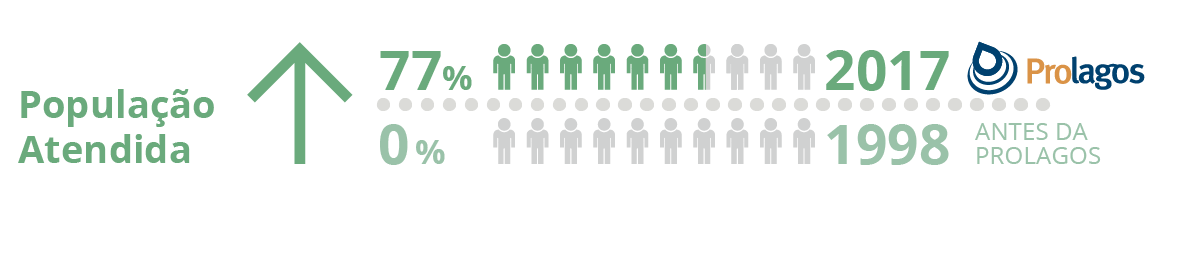 População
Atendida
77%
2017
Prolagos
0%
1998
ANTES DA
PROLAGOS